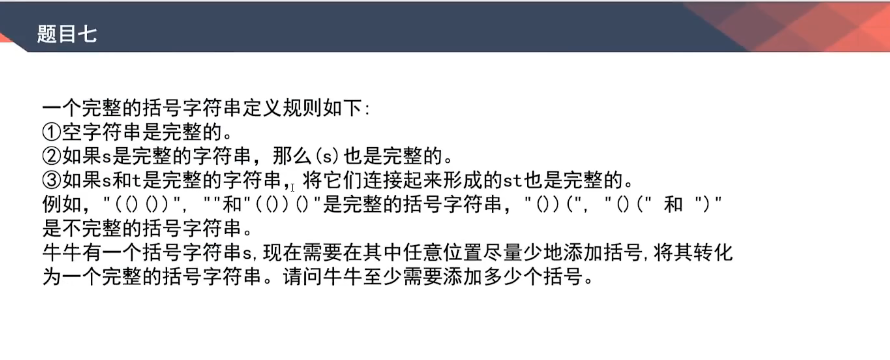 题目七
一个完整的括号字符串定义规则如下:
①空字符串是完整的。
②如果s是完整的字符串，那么(s)也是完整的。
③如果s和t是完整的字符串，将它们连接起来形成的st也是完整的。
例如，"(()())", ""和"(())()"是完整的括号字符串，"())(", "()(" 和 ")"
是不完整的括号字符串。
牛牛有一个括号字符串s,现在需要在其中任意位置尽量少地添加括号,将其转化
为一个完整的括号字符串。请问牛牛至少需要添加多少个括号。